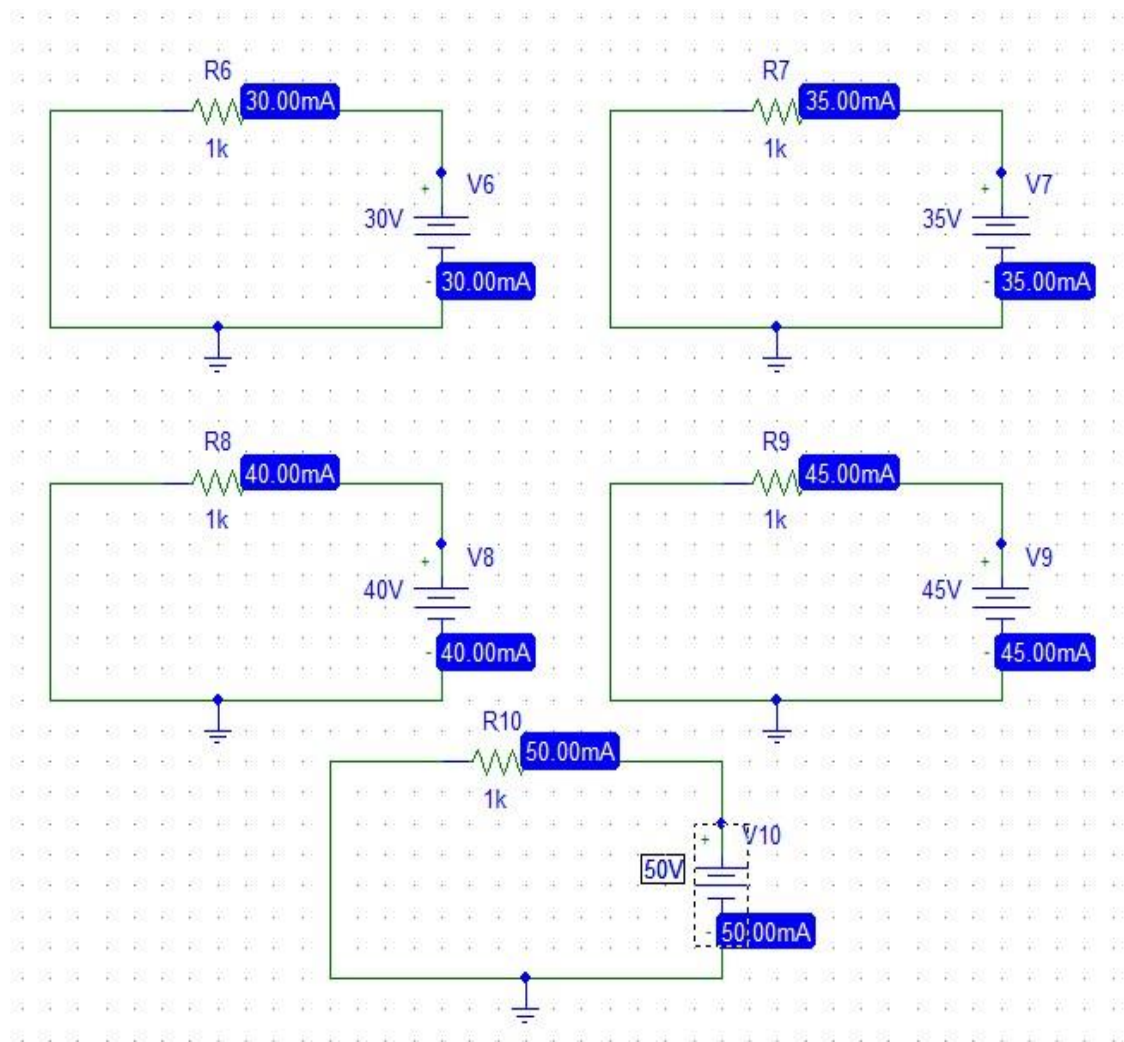 R6
30.00mA
1k
+
V6
30V
-
30.00mA
R7
35.00mA
1k
+
V7
35V
-
35.00mA
R8
40.00mA
1k
+
V8
40V
-
40.00mA
R9
45.00mA
1k
+
V9
45V
-
45.00mA
R10
50.00mA
1k
+
V10
50V
-
50.00mA